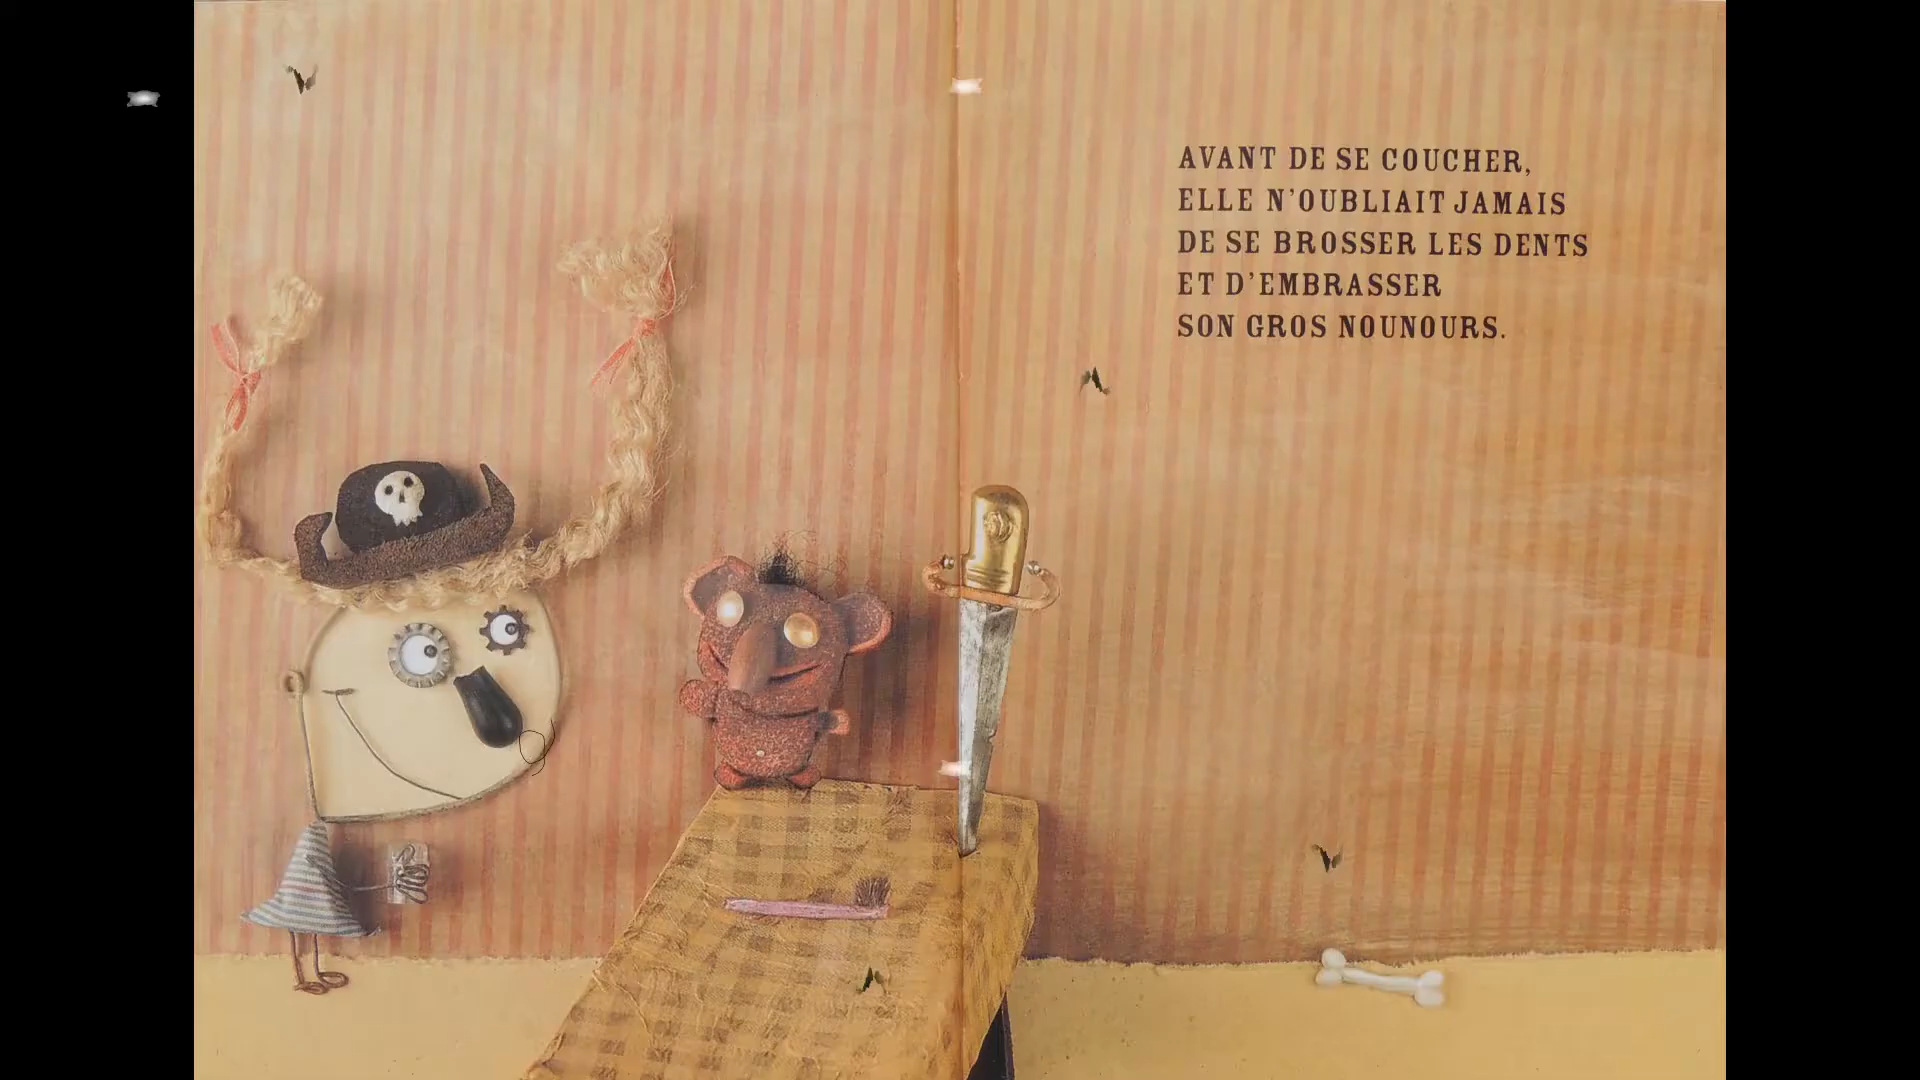 AVANT DE SE COUCHER,
ELLE N'OUBLIAIT JAMAIS
DE SE BROSSER LES DENTS
ET D'EMBRASSER
SON GROS NOUNOURS.